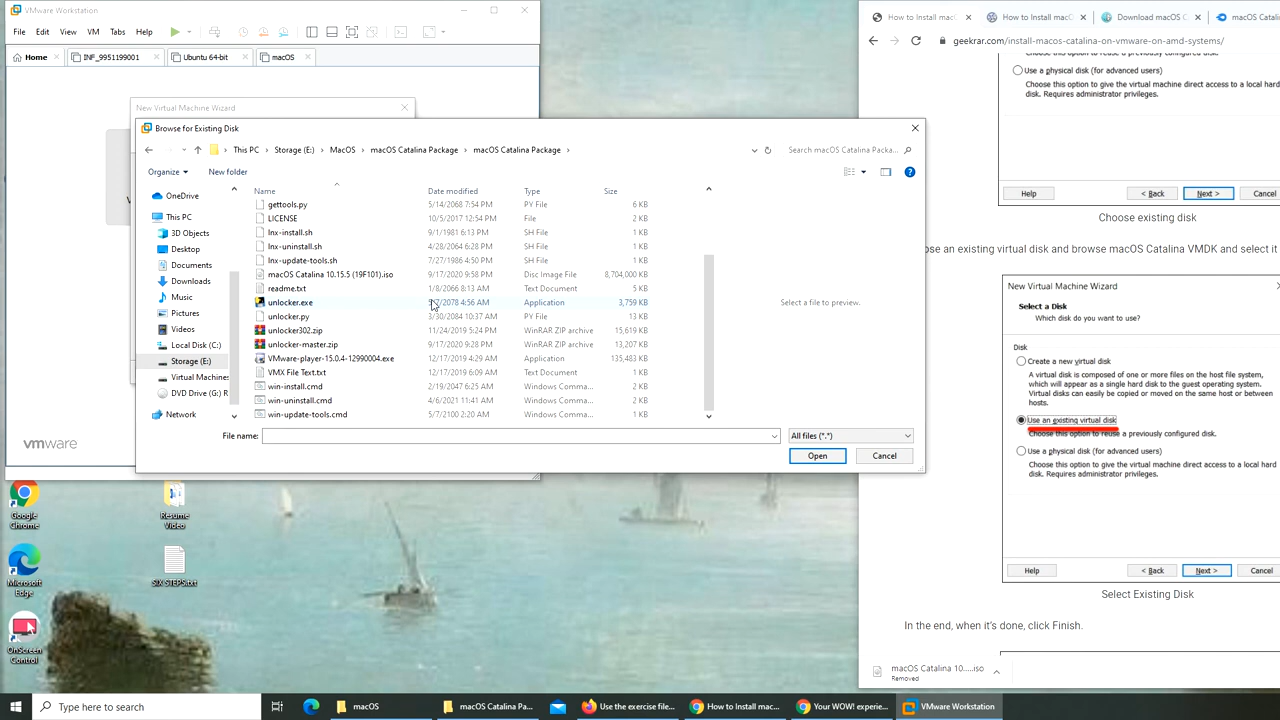 VMware Workstation
File Edit View VM Tabs Help
Home INF_9951199001 Ubuntu 64-bit macOS
New Virtual Machine Wizard
vmware
Browse for Existing Disk
This PC Storage (E:) MacOS macOS Catalina Package macOS Catalina Package
Search macOS Catalina Packa...
Organize New folder
OneDrive
This PC
3D Objects
Desktop
Documents
Downloads
Music
Pictures
Videos
Local Disk (C:)
Storage (E:)
Virtual Machines
DVD Drive (G:) R
Network
Name Date modified Type Size
gettools.py 5/14/2068 7:54 PM PY File 6 KB
LICENSE 10/5/2017 12:54 PM File 2 KB
lnx-install.sh 9/1/1981 6:13 PM SH File 1 KB
lnx-uninstall.sh 4/28/2064 7:28 PM SH File 1 KB
lnx-update-tools.sh 7/27/1986 4:50 PM SH File 1 KB
macOS Catalina 10.15.5 (19F101).iso 9/17/2020 9:58 PM Disc Image File 8,704,000 KB
readme.txt 1/8/2066 8:13 AM Text Document 5 KB
unlocker.exe 2078 4:56 AM Application 3,759 KB
unlocker.py 3/30/2084 10:37 AM PY File 13 KB
unlocker302.zip 11/24/2019 5:24 PM WinRAR ZIP archive 15,619 KB
unlocker-master.zip 9/17/2020 9:28 PM WinRAR ZIP archive 13,207 KB
VMware-player-15.0.4-12990004.exe 12/17/2019 4:29 AM Application 135,483 KB
VMX File Text.txt 12/17/2019 6:09 AM Text Document 1 KB
win-install.cmd 2/19/2047 6:25 AM Windows Comma... 2 KB
win-uninstall.cmd 4/6/2021 11:41 AM Windows Comma... 2 KB
win-update-tools.cmd 5/7/2100 2:20 AM Windows Comma... 1 KB
Select a file to preview.
File name: All files (*.*)
Open Cancel
How to Install mac How to Install mac Download macOS C macOS Catali
geekrar.com/install-macos-catalina-on-vmware-on-amd-systems/
Choose this option to reuse a previously configured disk.
Use a physical disk (for advanced users)
Choose this option to give the virtual machine direct access to a local hard
disk. Requires administrator privileges.
Help < Back Next > Cancel
Choose existing disk
ose an existing virtual disk and browse macOS Catalina VMDK and select it
New Virtual Machine Wizard
Select a Disk
Which disk do you want to use?
Disk
Create a new virtual disk
A virtual disk is composed of one or more files on the host file system,
which will appear as a single hard disk to the guest operating system.
Virtual disks can easily be copied or moved on the same host or between
hosts.
Use an existing virtual disk
Choose this option to reuse a previously configured disk.
Use a physical disk (for advanced users)
Choose this option to give the virtual machine direct access to a local hard
disk. Requires administrator privileges.
Help < Back Next > Cancel
Select Existing Disk
In the end, when it's done, click Finish.
macOS Catalina 10.....iso
Removed
Google
Chrome
Resume
Video
Microsoft
Edge
SIX STEPS.txt
OnScreen
Control
Type here to search
macOS macOS Catalina Pa... Use the exercise file... How to Install mac... Your WOW! experie... VMware Workstation